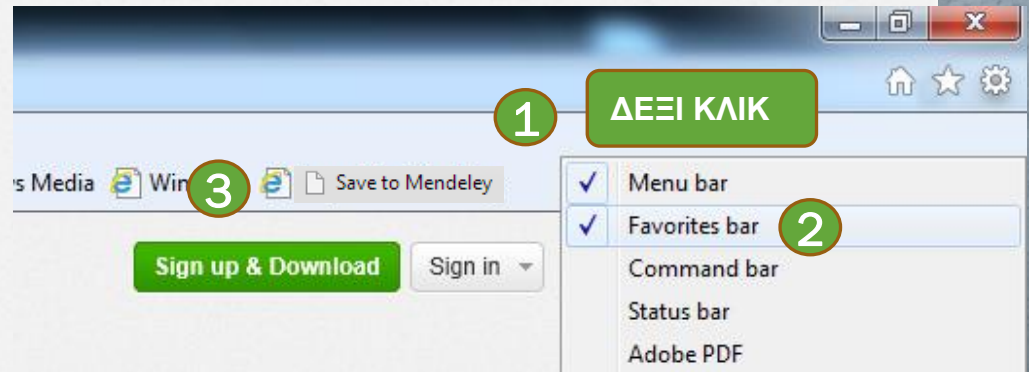 1 ΔΕΞΙ ΚΛΙΚ
s Media Win 3 Save to Mendeley
Menu bar
Favorites bar 2
Sign up & Download Sign in
Command bar
Status bar
Adobe PDF